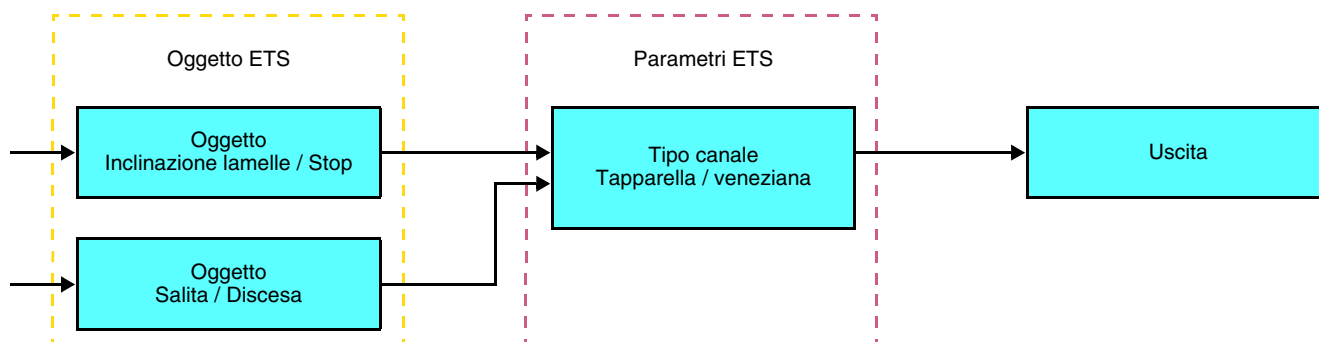 Oggetto ETS
Parametri ETS
Oggetto
Inclinazione lamelle / Stop
Tipo canale
Tapparella / veneziana
Uscita
Oggetto
Salita / Discesa